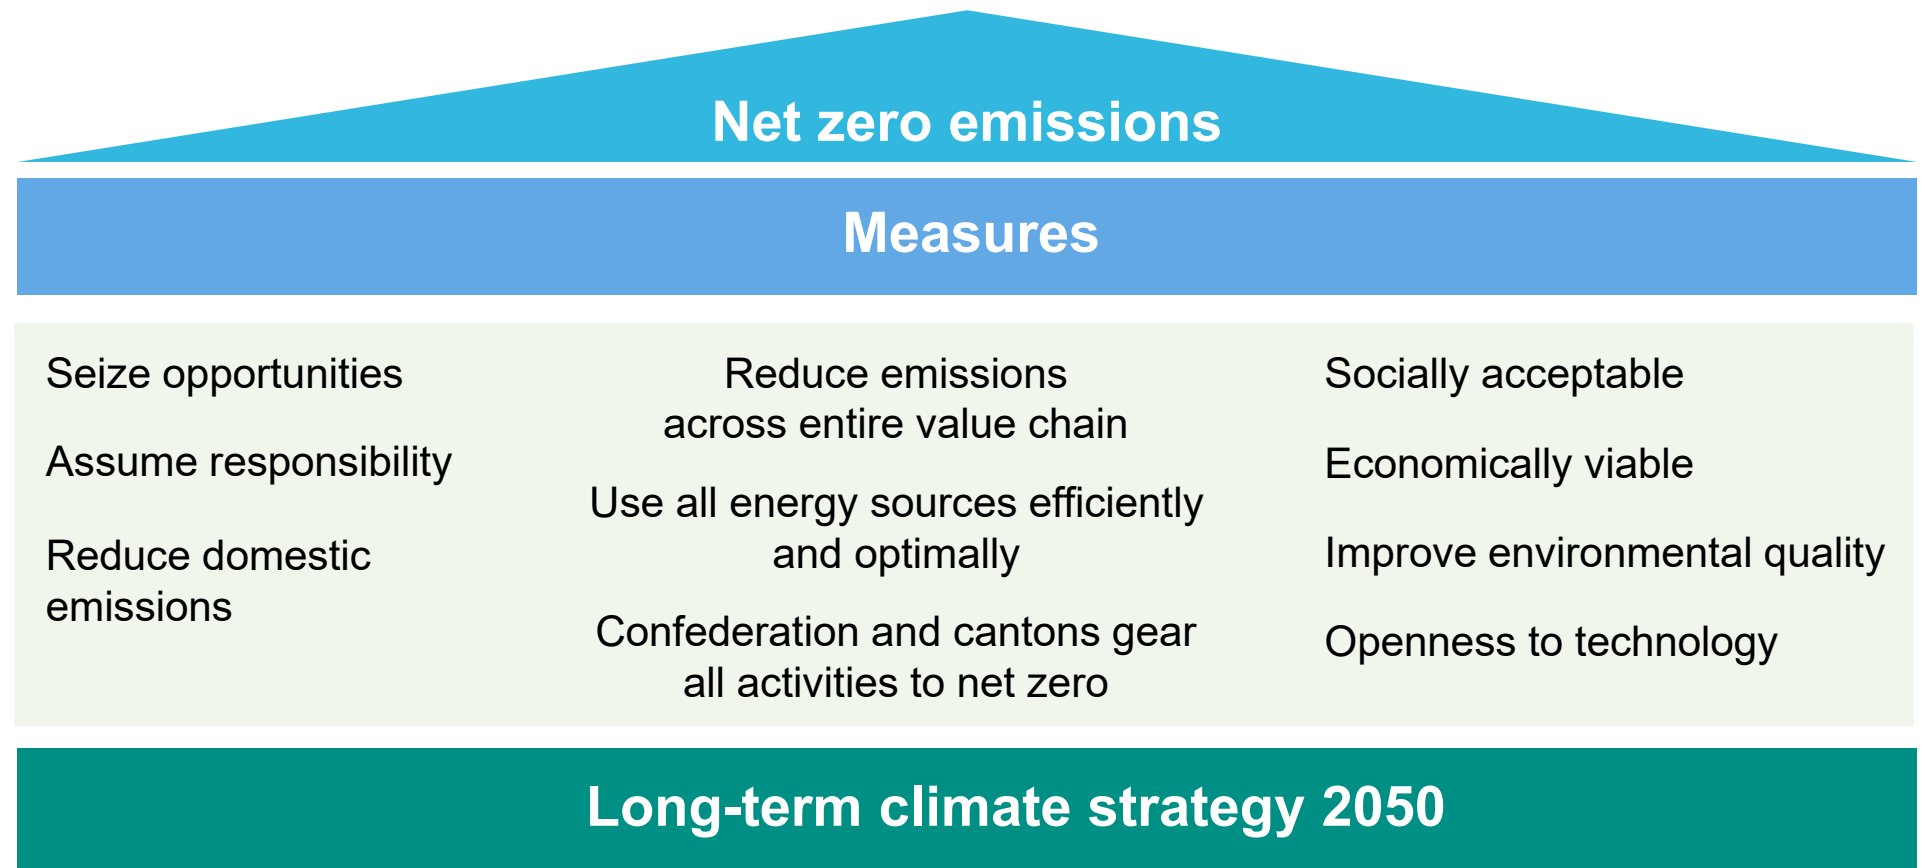 Net zero emissions
Measures
Seize opportunities
Assume responsibility
Reduce domestic
emissions
Reduce emissions
across entire value chain
Use all energy sources efficiently
and optimally
Confederation and cantons gear
all activities to net zero
Socially acceptable
Economically viable
Improve environmental quality
Openness to technology
Long-term climate strategy 2050